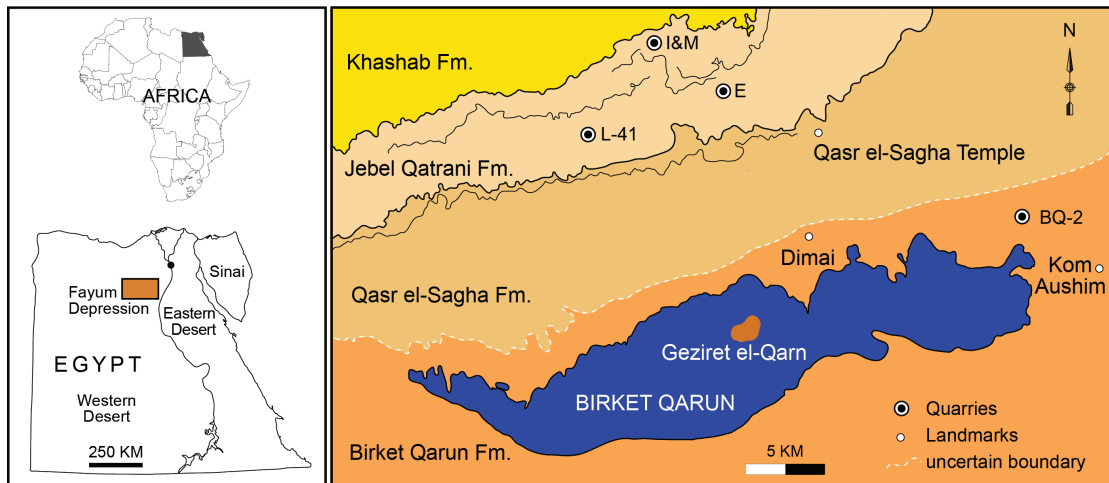 AFRICA
Sinai
Fayum
Depression
Eastern
Desert
EGYPT
Western
Desert
250 KM
Khashab Fm.
I&M
N
E
L-41
Jebel Qatrani Fm.
Qasr el-Sagha Temple
BQ-2
Dimai
Kom
Aushim
Qasr el-Sagha Fm.
Geziret el-Qarn
BIRKET QARUN
Quarries
Landmarks
Birket Qarun Fm.
5 KM
uncertain boundary